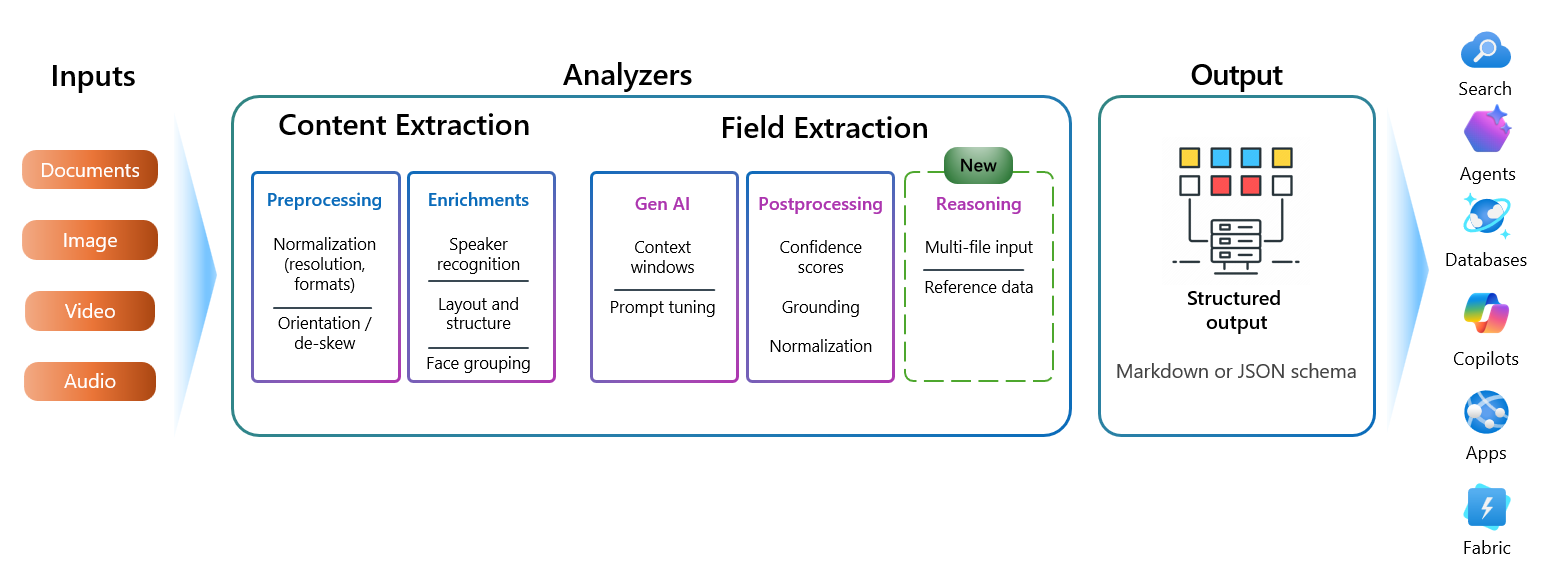 Inputs
Documents
Image
Video
Audio
Analyzers
Content Extraction
Preprocessing
Normalization
(resolution,
formats)
Orientation /
de-skew
Enrichments
Speaker
recognition
Layout and
structure
Face grouping
Field Extraction
Gen AI
Context
windows
Prompt tuning
Postprocessing
Confidence
scores
Grounding
Normalization
New
Reasoning
Multi-file input
Reference data
Output
Structured
output
Markdown or JSON schema
Search
Agents
Databases
Copilots
Apps
Fabric